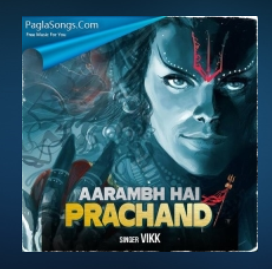 PaglaSongs.Com
Free Music For You
AARAMBH HAI
PRACHAND
SINGER VIKK